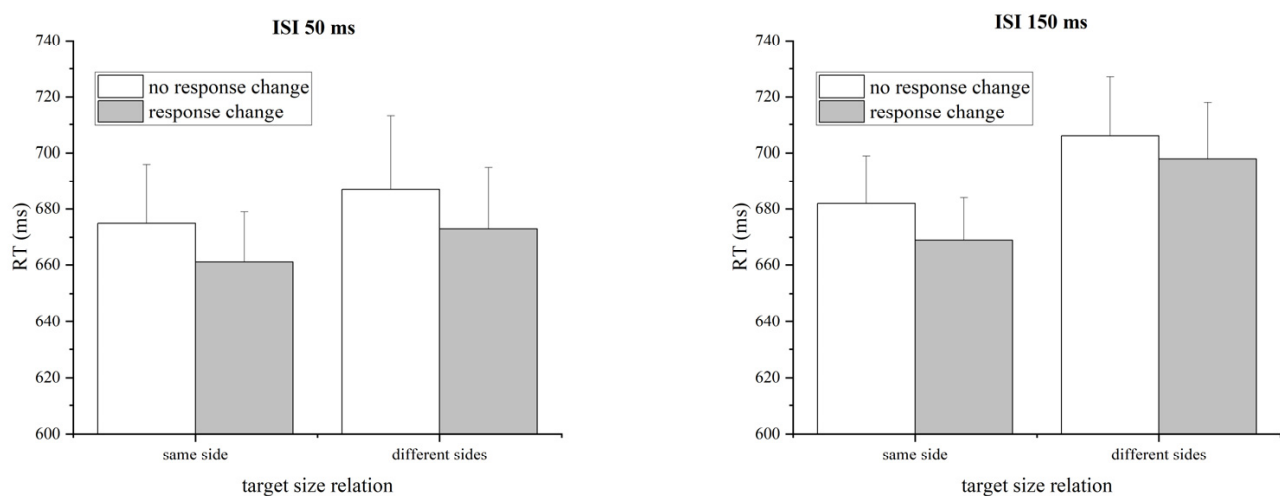 ISI 50 ms
740
720
700
680
660
640
620
600
RT (ms)
no response change
response change
same side
different sides
target size relation
ISI 150 ms
740
720
700
680
660
640
620
600
RT (ms)
no response change
response change
same side
different sides
target size relation